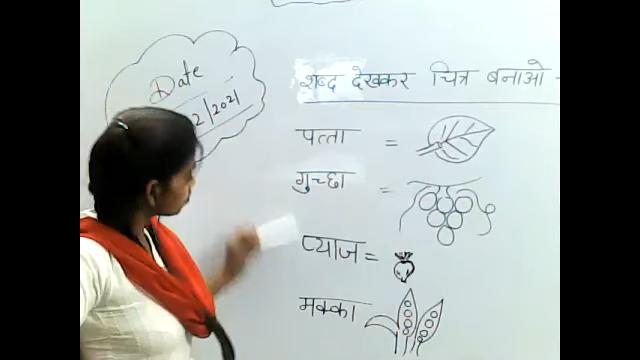 Date
2/2021
शब्द देखकर चित्र बनाओ -
पत्ता =
गुच्छा =
प्याज =
मक्का